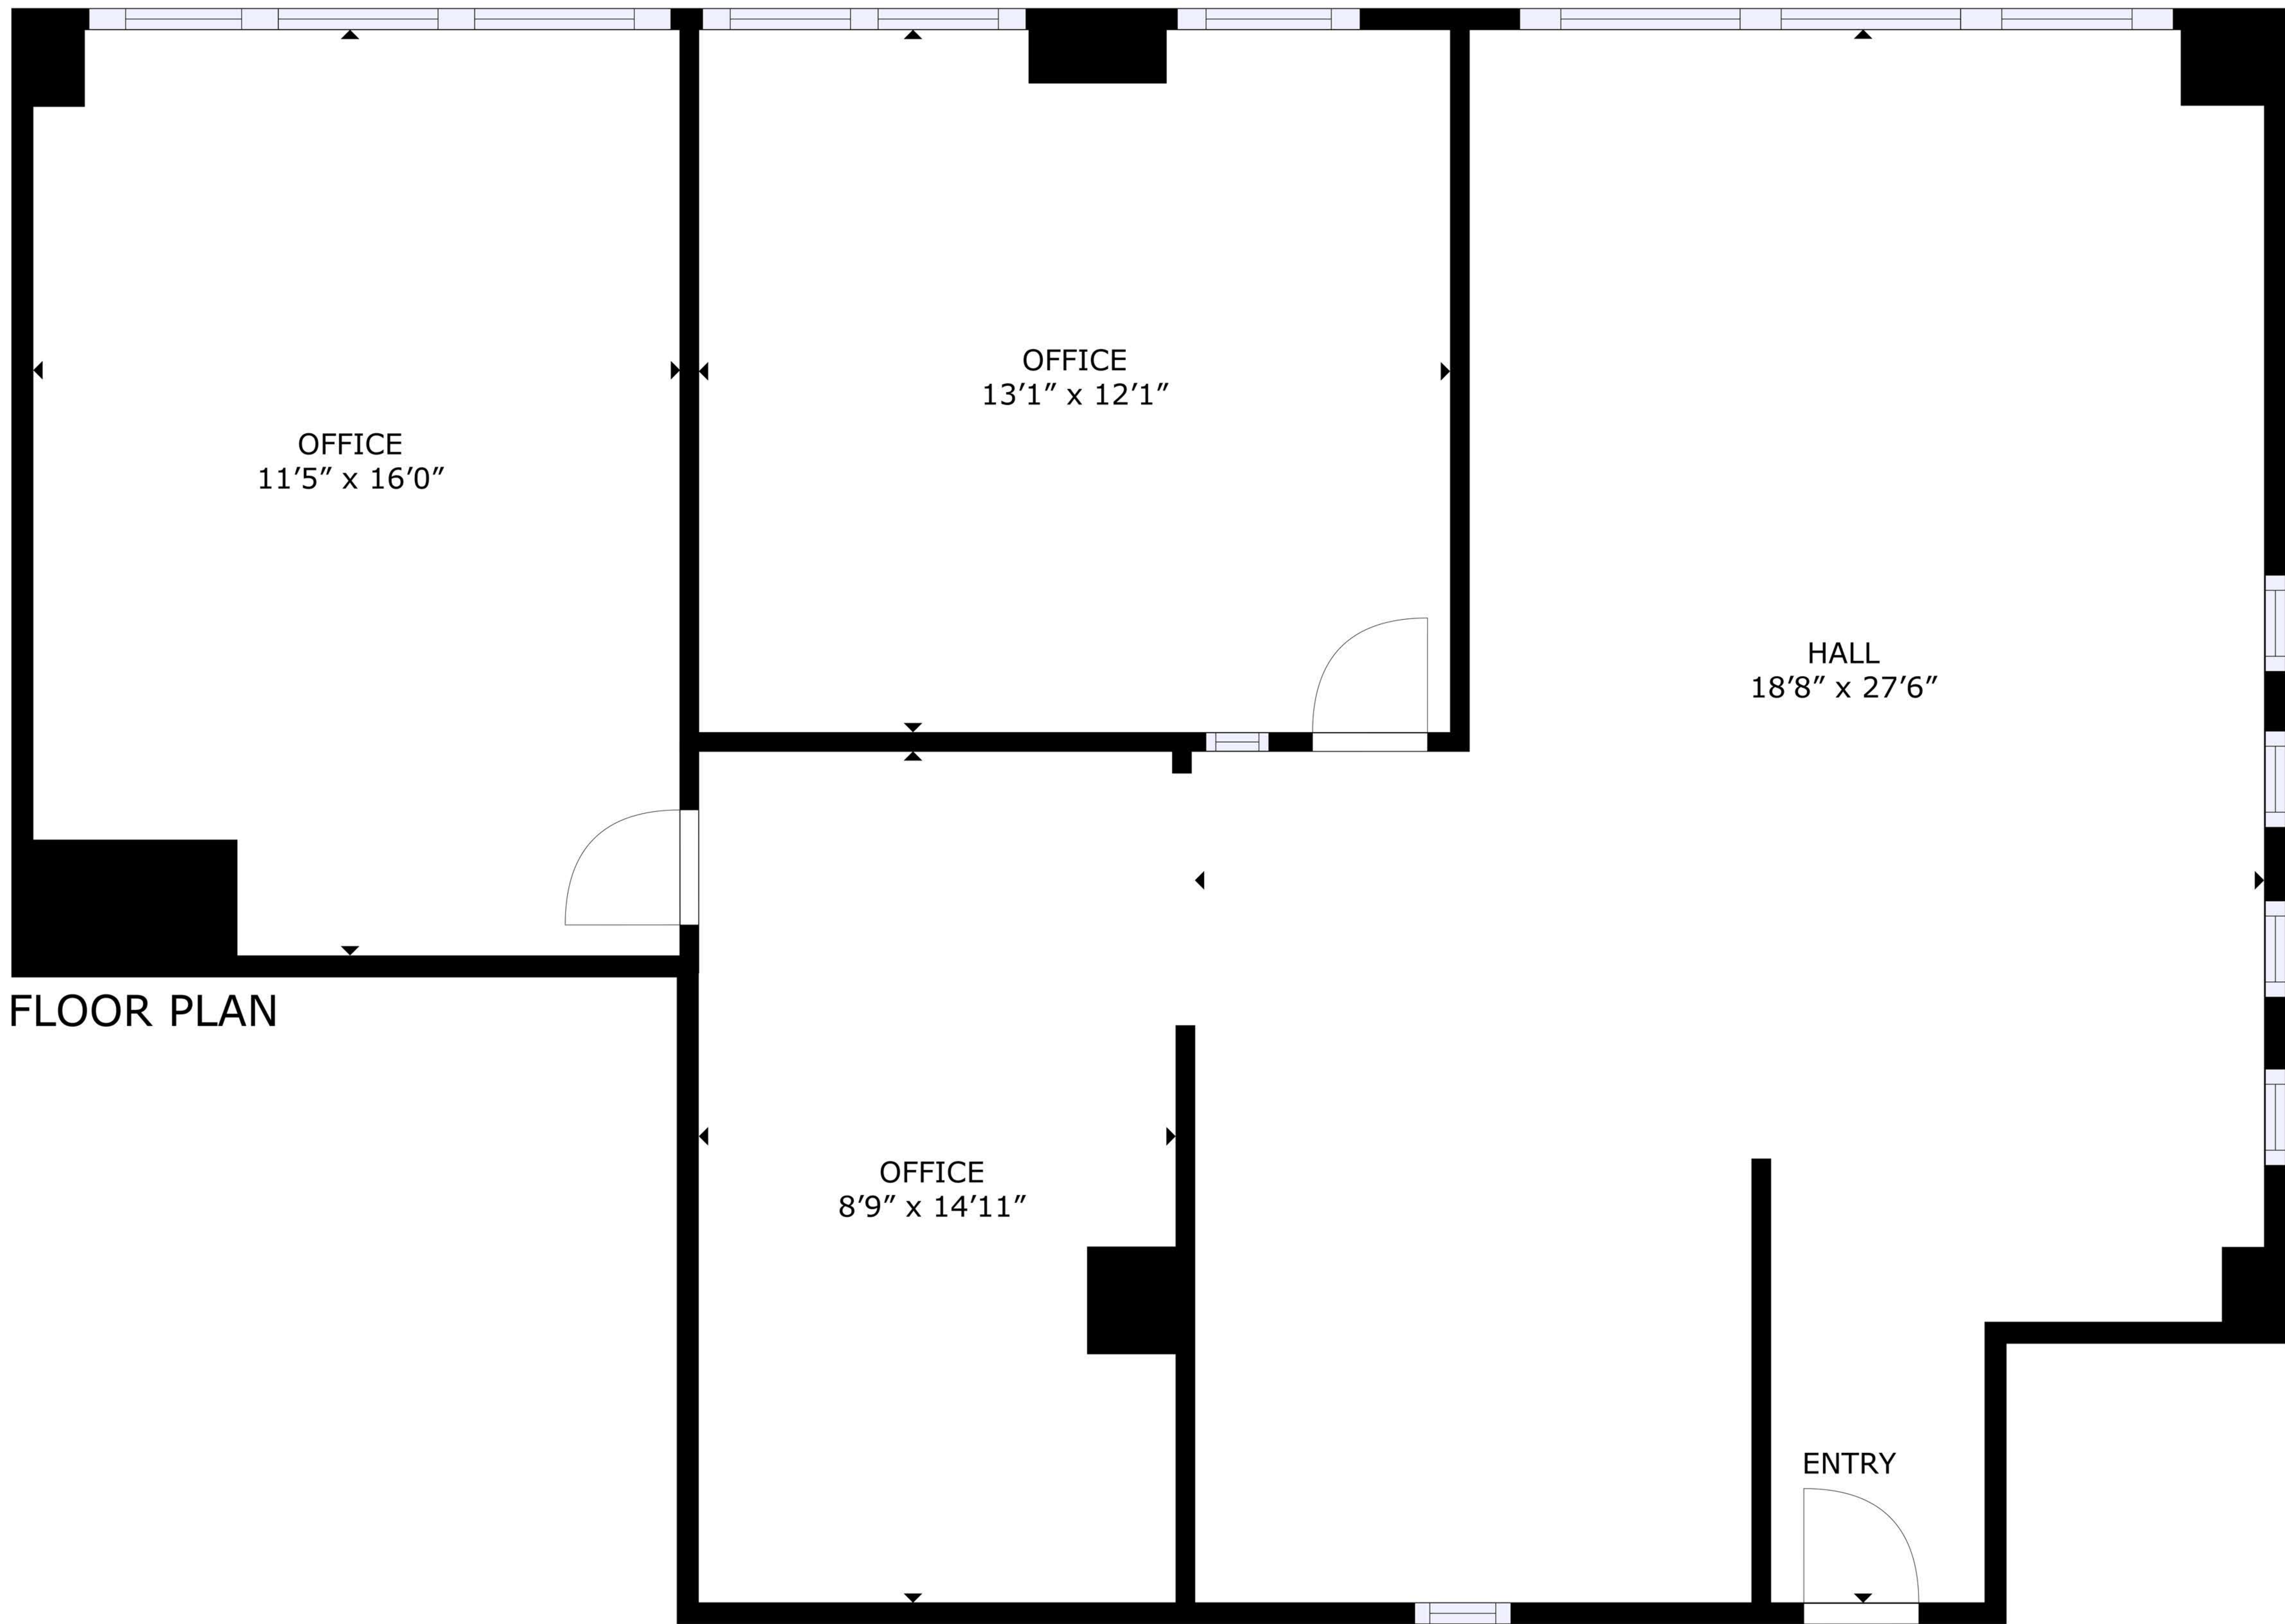 OFFICE
13′1″ x 12′1″
OFFICE
11′5″ x 16′0″
HALL
18′8″ x 27′6″
FLOOR PLAN
OFFICE
8′9″ x 14′11″
ENTRY